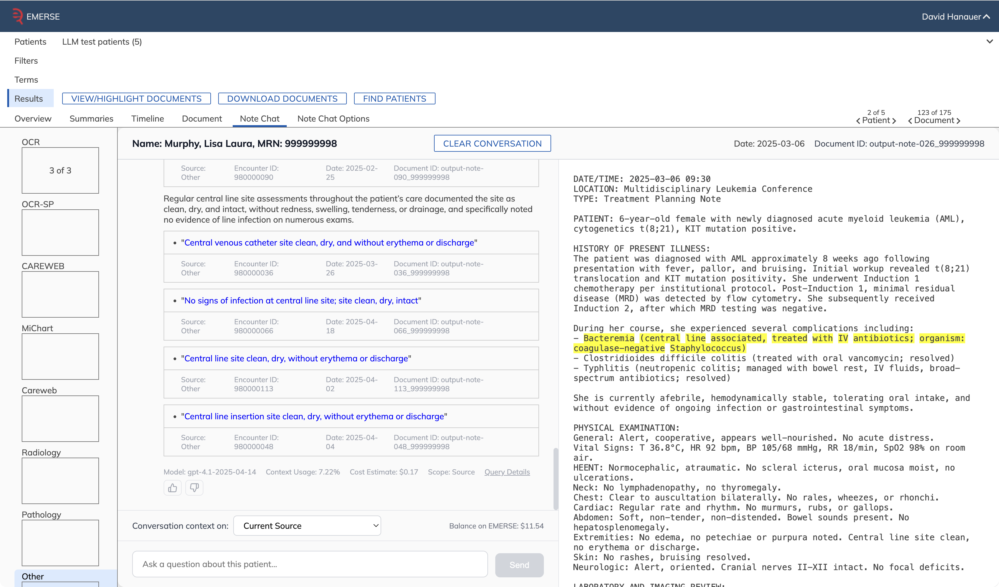 EMERSE
David Hanauer
Patients
LLM test patients (5)
Filters
Terms
Results
VIEW/HIGHLIGHT DOCUMENTS
DOWNLOAD DOCUMENTS
FIND PATIENTS
Overview
Summaries
Timeline
Document
Note Chat
Note Chat Options
2 of 5
Patient
123 of 175
Document
OCR
3 of 3
OCR-SP
CAREWEB
MiChart
Careweb
Radiology
Pathology
Other
Name: Murphy, Lisa Laura, MRN: 999999998
CLEAR CONVERSATION
Date: 2025-03-06
Document ID: output-note-026_999999998
Source: Other
Encounter ID: 980000090
Date: 2025-02-25
Document ID: output-note-090_999999998
Regular central line site assessments throughout the patient’s care documented the site as
clean, dry, and intact, without redness, swelling, tenderness, or drainage, and specifically noted
no evidence of line infection on numerous exams.
• "Central venous catheter site clean, dry, and without erythema or discharge"
Source: Other
Encounter ID: 980000036
Date: 2025-03-26
Document ID: output-note-036_999999998
• "No signs of infection at central line site; site clean, dry, intact"
Source: Other
Encounter ID: 980000066
Date: 2025-04-18
Document ID: output-note-066_999999998
• "Central line site clean, dry, without erythema or discharge"
Source: Other
Encounter ID: 980000113
Date: 2025-04-02
Document ID: output-note-113_999999998
• "Central line insertion site clean, dry, without erythema or discharge"
Source: Other
Encounter ID: 980000048
Date: 2025-04-04
Document ID: output-note-048_999999998
Model: gpt-4.1-2025-04-14
Context Usage: 7.22%
Cost Estimate: $0.17
Scope: Source
Query Details
Conversation context on:
Current Source
Balance on EMERSE: $11.54
Ask a question about this patient...
Send
DATE/TIME: 2025-03-06 09:30
LOCATION: Multidisciplinary Leukemia Conference
TYPE: Treatment Planning Note
PATIENT: 6-year-old female with newly diagnosed acute myeloid leukemia (AML),
cytogenetics t(8;21), KIT mutation positive.
HISTORY OF PRESENT ILLNESS:
The patient was diagnosed with AML approximately 8 weeks ago following
presentation with fever, pallor, and bruising. Initial workup revealed t(8;21)
translocation and KIT mutation positivity. She underwent Induction 1
chemotherapy per institutional protocol. Post-Induction 1, minimal residual
disease (MRD) was detected by flow cytometry. She subsequently received
Induction 2, after which MRD testing was negative.
During her course, she experienced several complications including:
- Bacteremia (central line associated, treated with IV antibiotics; organism:
coagulase-negative Staphylococcus)
- Clostridioides difficile colitis (treated with oral vancomycin; resolved)
- Typhlitis (neutropenic colitis; managed with bowel rest, IV fluids, broad-
spectrum antibiotics; resolved)
She is currently afebrile, hemodynamically stable, tolerating oral intake, and
without evidence of ongoing infection or gastrointestinal symptoms.
PHYSICAL EXAMINATION:
General: Alert, cooperative, appears well-nourished. No acute distress.
Vital Signs: T 36.8°C, HR 92 bpm, BP 105/68 mmHg, RR 18/min, SpO2 98% on room
air.
HEENT: Normocephalic, atraumatic. No scleral icterus, oral mucosa moist, no
ulcerations.
Neck: No lymphadenopathy, no thyromegaly.
Chest: Clear to auscultation bilaterally. No rales, wheezes, or rhonchi.
Cardiac: Regular rate and rhythm. No murmurs, rubs, or gallops.
Abdomen: Soft, non-tender, non-distended. Bowel sounds present. No
hepatosplenomegaly.
Extremities: No edema, no petechiae or purpura noted. Central line site clean,
no erythema or discharge.
Skin: No rashes, bruising resolved.
Neurologic: Alert, oriented. Cranial nerves II-XII intact. No focal deficits.
LABORATORY AND IMAGING REVIEW: